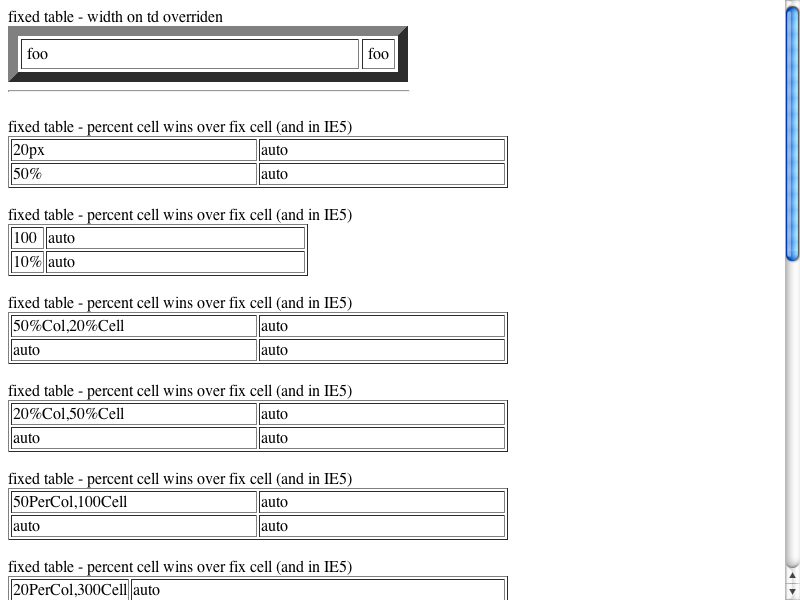 fixed table - width on td overriden
foo foo
fixed table - percent cell wins over fix cell (and in IE5)
20px auto
50% auto
fixed table - percent cell wins over fix cell (and in IE5)
100 auto
10% auto
fixed table - percent cell wins over fix cell (and in IE5)
50%Col,20%Cell auto
auto auto
fixed table - percent cell wins over fix cell (and in IE5)
20%Col,50%Cell auto
auto auto
fixed table - percent cell wins over fix cell (and in IE5)
50PerCol,100Cell auto
auto auto
fixed table - percent cell wins over fix cell (and in IE5)
20PerCol,300Cell auto